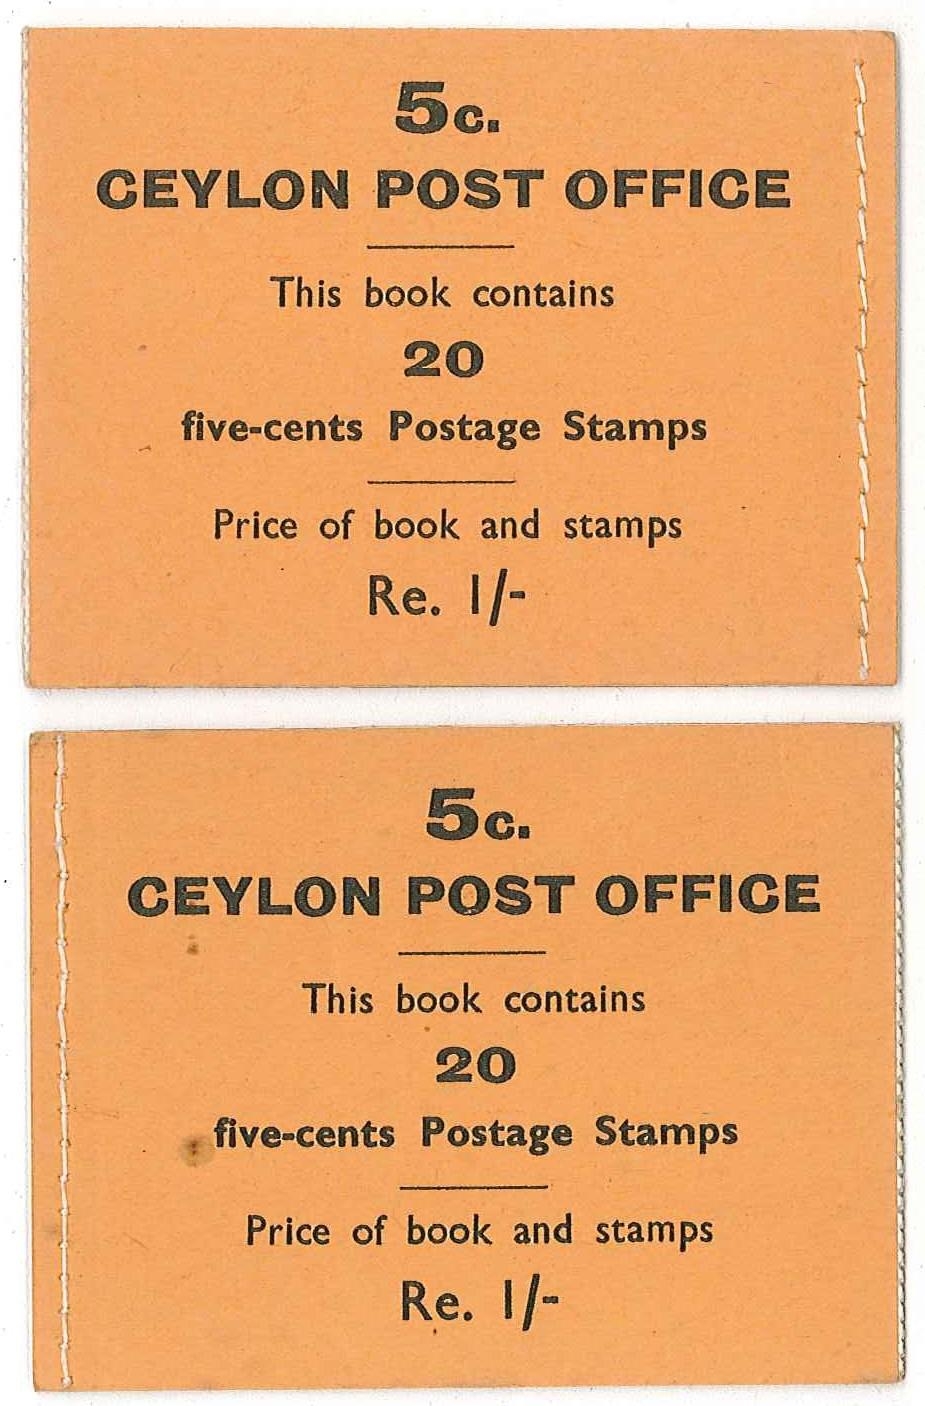 5c.
CEYLON POST OFFICE
This book contains
20
five-cents Postage Stamps
Price of book and stamps
Re. 1/-
5c.
CEYLON POST OFFICE
This book contains
20
five-cents Postage Stamps
Price of book and stamps
Re. 1/-